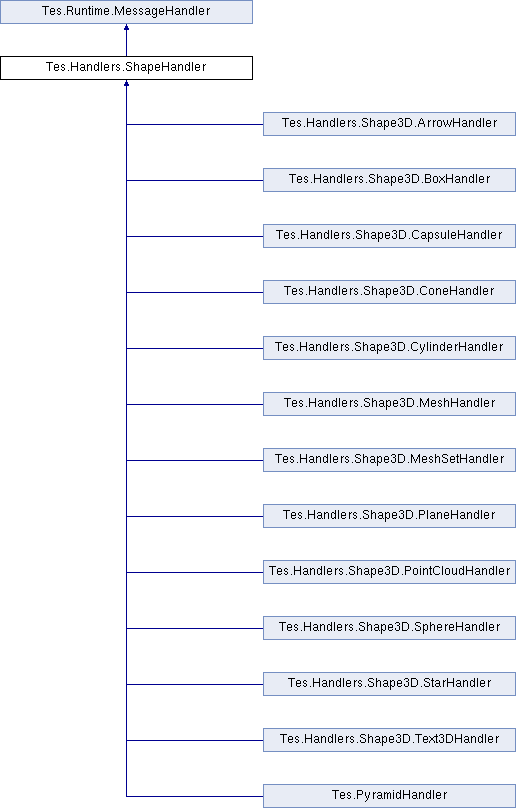 Tes.Runtime.MessageHandler
Tes.Handlers.ShapeHandler
Tes.Handlers.Shape3D.ArrowHandler
Tes.Handlers.Shape3D.BoxHandler
Tes.Handlers.Shape3D.CapsuleHandler
Tes.Handlers.Shape3D.ConeHandler
Tes.Handlers.Shape3D.CylinderHandler
Tes.Handlers.Shape3D.MeshHandler
Tes.Handlers.Shape3D.MeshSetHandler
Tes.Handlers.Shape3D.PlaneHandler
Tes.Handlers.Shape3D.PointCloudHandler
Tes.Handlers.Shape3D.SphereHandler
Tes.Handlers.Shape3D.StarHandler
Tes.Handlers.Shape3D.Text3DHandler
Tes.PyramidHandler